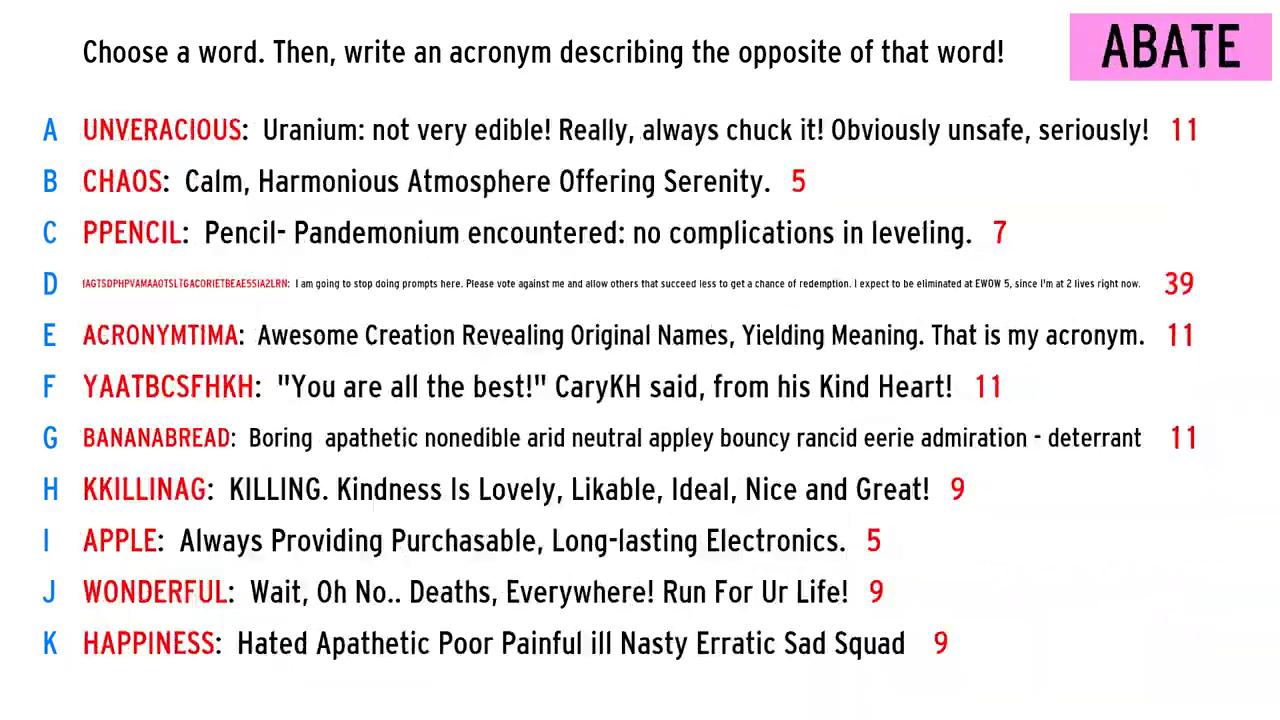 Choose a word. Then, write an acronym describing the opposite of that word!
ABATE
A UNVERACIOUS: Uranium: not very edible! Really, always chuck it! Obviously unsafe, seriously! 11
B CHAOS: Calm, Harmonious Atmosphere Offering Serenity. 5
C PPENCIL: Pencil- Pandemonium encountered: no complications in leveling. 7
D IAGTSDPHPVAMAAOTSLTGACORIETBEAE5SIA2LRN: I am going to stop doing prompts here. Please vote against me and allow others that succeed less to get a chance of redemption. I expect to be eliminated at EWOW 5, since I'm at 2 lives right now. 39
E ACRONYMTIMA: Awesome Creation Revealing Original Names, Yielding Meaning. That is my acronym. 11
F YAATBCSFHKH: "You are all the best!" CaryKH said, from his Kind Heart! 11
G BANANABREAD: Boring apathetic nonedible arid neutral appley bouncy rancid eerie admiration - deterrant 11
H KKILLINAG: KILLING. Kindness Is Lovely, Likable, Ideal, Nice and Great! 9
I APPLE: Always Providing Purchasable, Long-lasting Electronics. 5
J WONDERFUL: Wait, Oh No.. Deaths, Everywhere! Run For Ur Life! 9
K HAPPINESS: Hated Apathetic Poor Painful ill Nasty Erratic Sad Squad 9